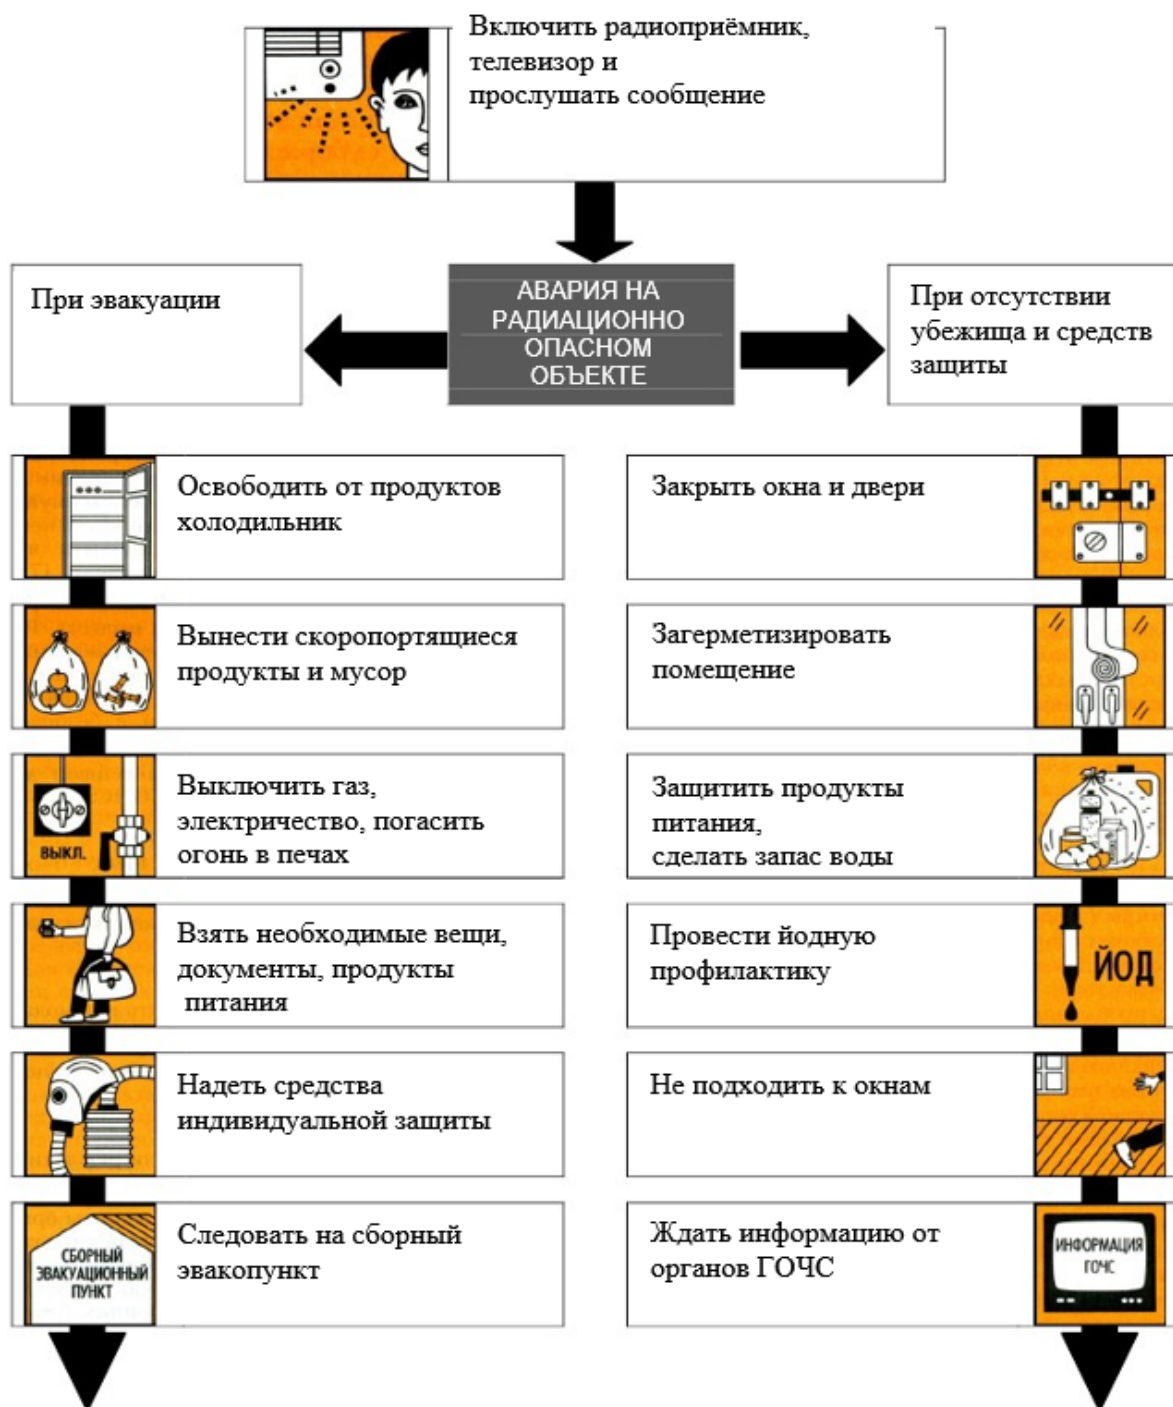 Включить радиоприёмник,
телевизор и
прослушать сообщение
АВАРИЯ НА
РАДИАЦИОННО
ОПАСНОМ
ОБЪЕКТЕ
При эвакуации
Освободить от продуктов
холодильник
Вынести скоропортящиеся
продукты и мусор
ВЫКЛ.
Выключить газ,
электричество, погасить
огонь в печах
Взять необходимые вещи,
документы, продукты
питания
Надеть средства
индивидуальной защиты
СБОРНЫЙ
ЭВАКУАЦИОННЫЙ
ПУНКТ
Следовать на сборный
эвакопункт
При отсутствии
убежища и средств
защиты
Закрыть окна и двери
Загерметизировать
помещение
Защитить продукты
питания,
сделать запас воды
Провести йодную
профилактику
ЙОД
Не подходить к окнам
Ждать информацию от
органов ГОЧС
ИНФОРМАЦИЯ
ГОЧС